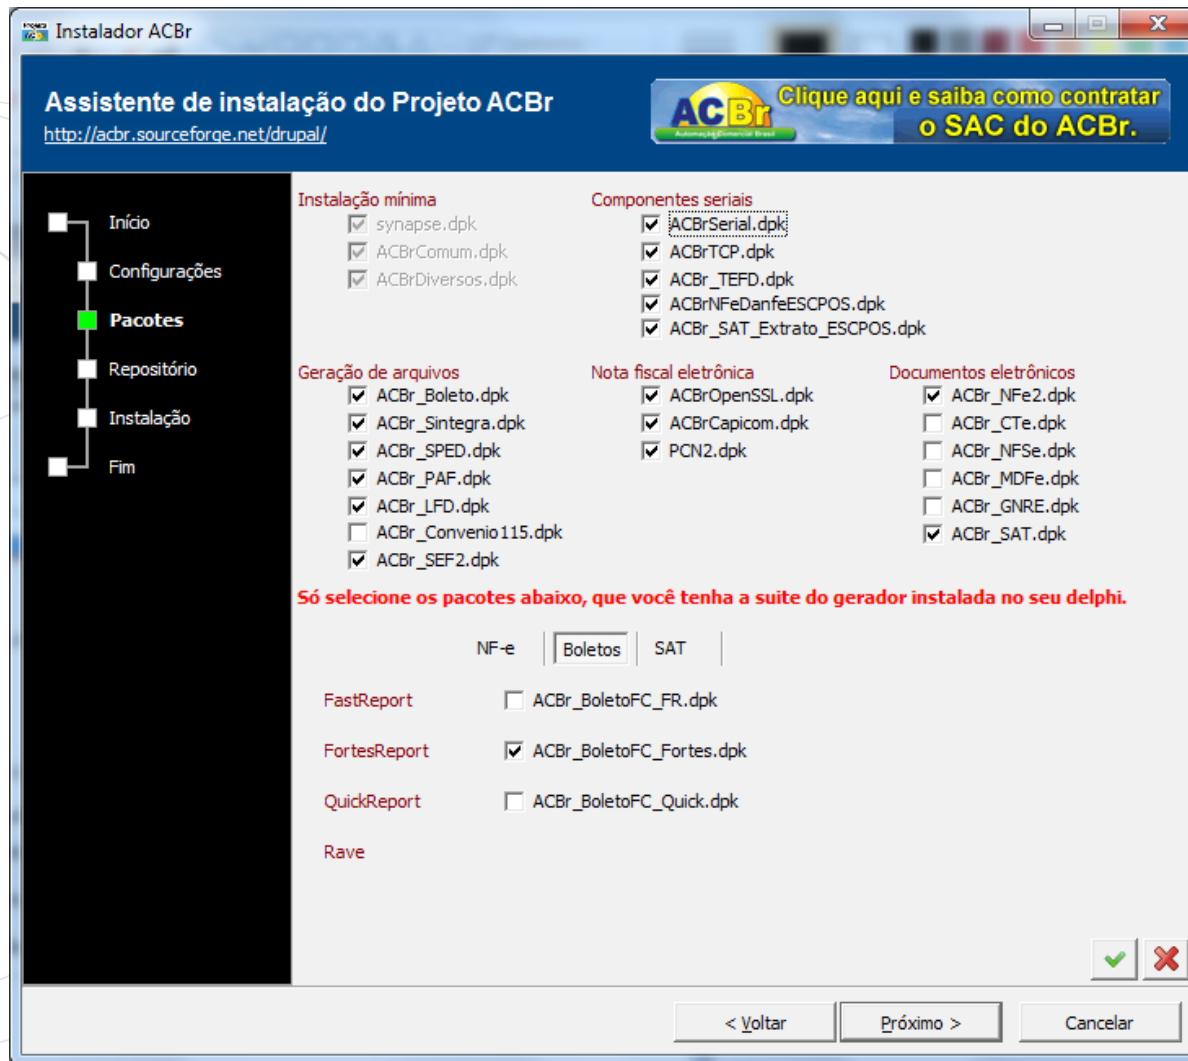 Instalador ACBr
Assistente de instalação do Projeto ACBr
http://acbr.sourceforge.net/drupal/
ACBr
Automação Comercial Brasil
Clique aqui e saiba como contratar
o SAC do ACBr.
Início
Configurações
Pacotes
Repositório
Instalação
Fim
Instalação mínima
synapse.dpk
ACBrComum.dpk
ACBrDiversos.dpk
Componentes seriais
ACBrSerial.dpk
ACBrTCP.dpk
ACBr_TEFD.dpk
ACBrNFeDanfeESCPOS.dpk
ACBr_SAT_Extrato_ESCPOS.dpk
Geração de arquivos
ACBr_Boleto.dpk
ACBr_Sintegra.dpk
ACBr_SPED.dpk
ACBr_PAF.dpk
ACBr_LFD.dpk
ACBr_Convenio115.dpk
ACBr_SEF2.dpk
Nota fiscal eletrônica
ACBrOpenSSL.dpk
ACBrCapicom.dpk
PCN2.dpk
Documentos eletrônicos
ACBr_NFe2.dpk
ACBr_CTe.dpk
ACBr_NFSe.dpk
ACBr_MDFe.dpk
ACBr_GNRE.dpk
ACBr_SAT.dpk
Só selecione os pacotes abaixo, que você tenha a suite do gerador instalada no seu delphi.
NF-e Boletos SAT
FastReport ACBr_BoletoFC_FR.dpk
FortesReport ACBr_BoletoFC_Fortes.dpk
QuickReport ACBr_BoletoFC_Quick.dpk
Rave
< Voltar Próximo > Cancelar